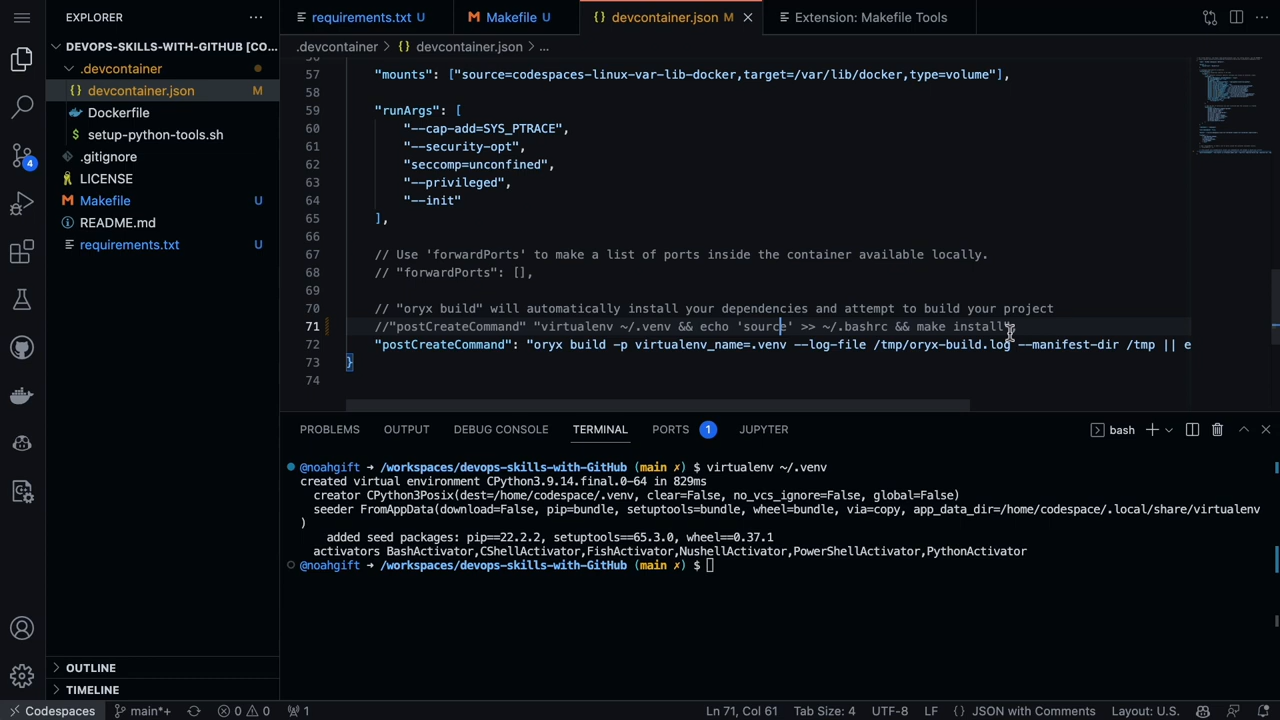 EXPLORER
requirements.txt U
Makefile U
devcontainer.json M
Extension: Makefile Tools
DEVOPS-SKILLS-WITH-GITHUB [CO...
.devcontainer > {} devcontainer.json > ...
.devcontainer
{} devcontainer.json M
Dockerfile
$ setup-python-tools.sh
.gitignore
LICENSE
Makefile U
README.md
requirements.txt U
4
57 "mounts": ["source=codespaces-linux-var-lib-docker,target=/var/lib/docker,type=volume"],
58
59 "runArgs": [
60 "--cap-add=SYS_PTRACE",
61 "--security-opt",
62 "seccomp=unconfined",
63 "--privileged",
64 "--init"
65 ],
66
67 // Use 'forwardPorts' to make a list of ports inside the container available locally.
68 // "forwardPorts": [],
69
70 // "oryx build" will automatically install your dependencies and attempt to build your project
71 //"postCreateCommand" "virtualenv ~/.venv && echo 'source' >> ~/.bashrc && make install"
72 "postCreateCommand": "oryx build -p virtualenv_name=.venv --log-file /tmp/oryx-build.log --manifest-dir /tmp || e
73 }
74
PROBLEMS OUTPUT DEBUG CONSOLE TERMINAL PORTS 1 JUPYTER
bash
@noahgift → /workspaces/devops-skills-with-GitHub (main ✗) $ virtualenv ~/.venv
created virtual environment CPython3.9.14.final.0-64 in 829ms
creator CPython3Posix(dest=/home/codespace/.venv, clear=False, no_vcs_ignore=False, global=False)
seeder FromAppData(download=False, pip=bundle, setuptools=bundle, wheel=bundle, via=copy, app_data_dir=/home/codespace/.local/share/virtualenv
)
added seed packages: pip==22.2.2, setuptools==65.3.0, wheel==0.37.1
activators BashActivator,CShellActivator,FishActivator,NushellActivator,PowerShellActivator,PythonActivator
@noahgift → /workspaces/devops-skills-with-GitHub (main ✗) $
OUTLINE
TIMELINE
Codespaces main*+ 0 0 1 Ln 71, Col 61 Tab Size: 4 UTF-8 LF {} JSON with Comments Layout: U.S.